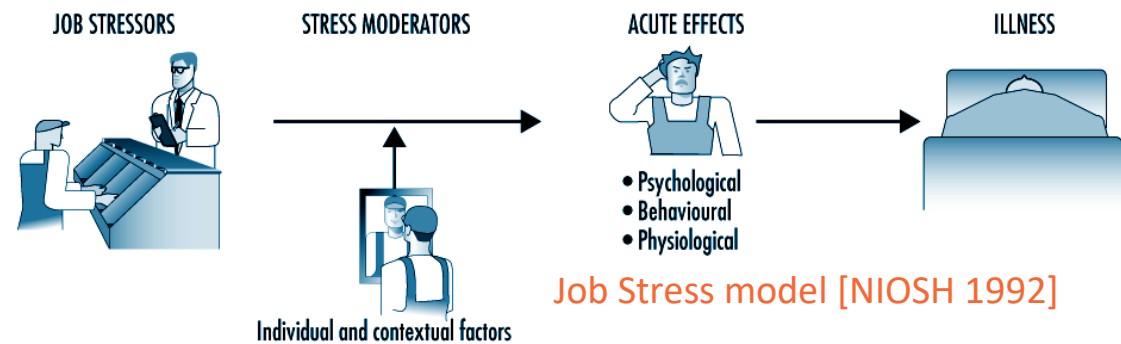 JOB STRESSORS
STRESS MODERATORS
ACUTE EFFECTS
ILLNESS
• Psychological
• Behavioural
• Physiological
Job Stress model [NIOSH 1992]
Individual and contextual factors